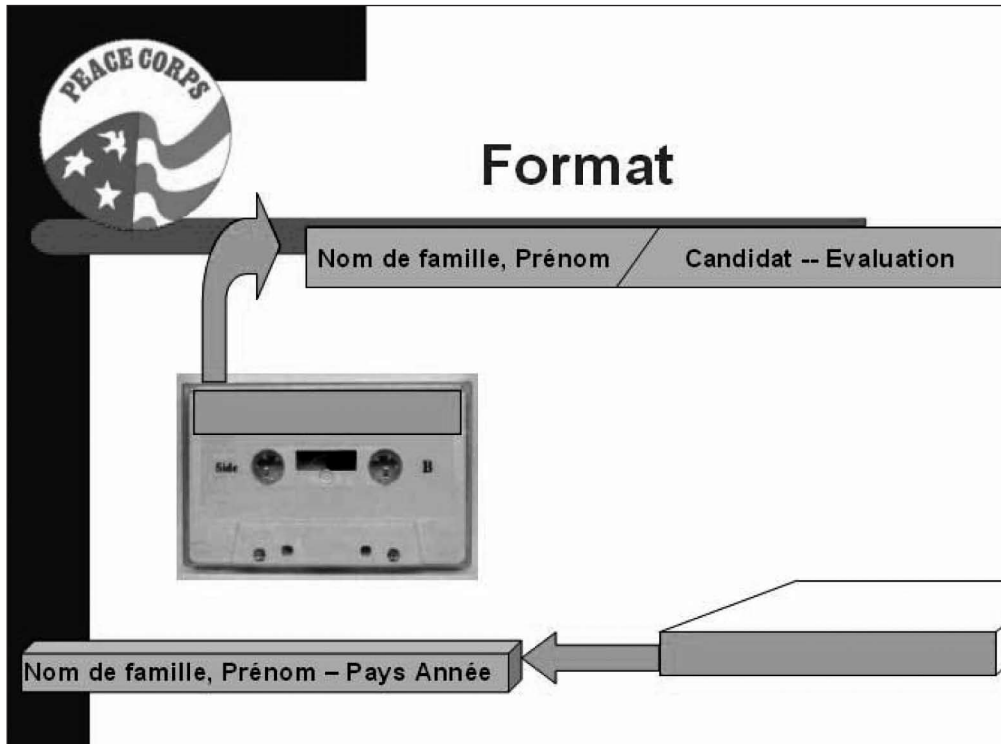 PEACE CORPS
Format
Nom de famille, Prénom / Candidat -- Evaluation
Side B
Nom de famille, Prénom – Pays Année